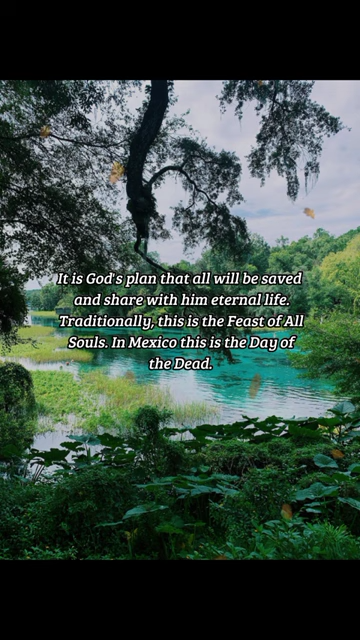 It is God's plan that all will be saved
and share with him eternal life.
Traditionally, this is the Feast of All
Souls. In Mexico this is the Day of
the Dead.